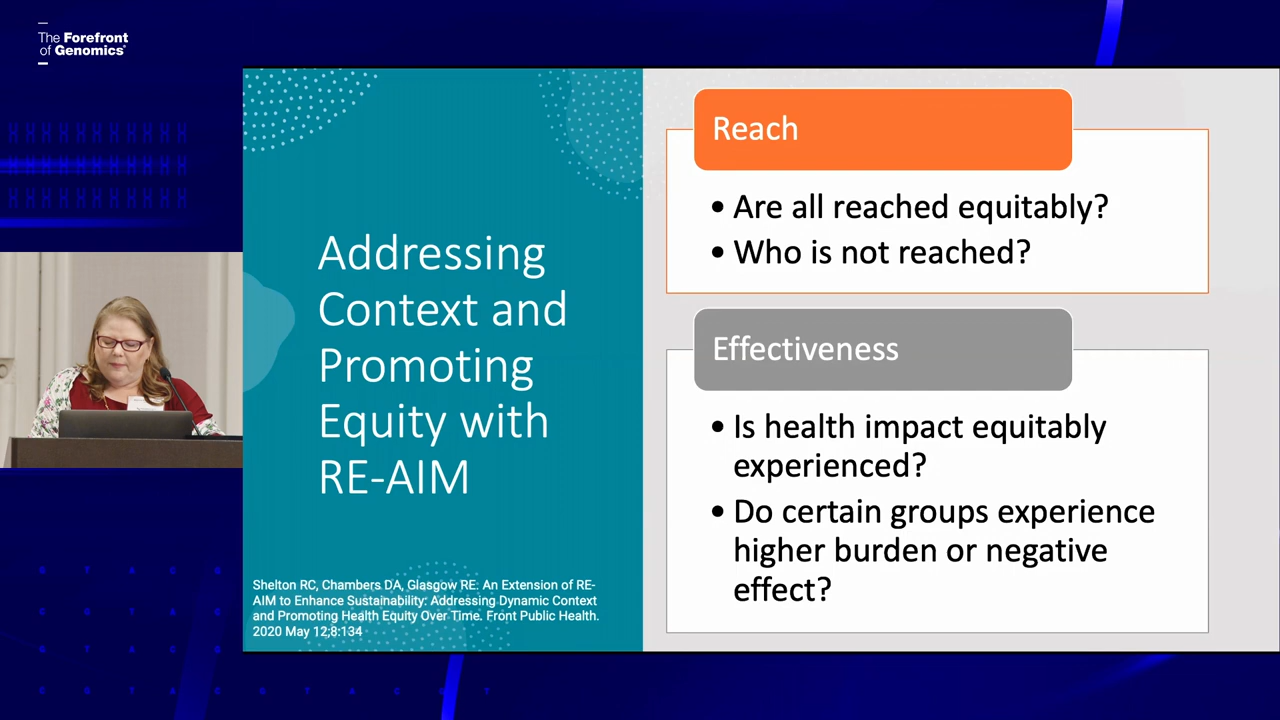 The Forefront
of Genomics®
Addressing
Context and
Promoting
Equity with
RE-AIM
Shelton RC, Chambers DA, Glasgow RE. An Extension of RE-
AIM to Enhance Sustainability: Addressing Dynamic Context
and Promoting Health Equity Over Time. Front Public Health.
2020 May 12;8:134
Reach
• Are all reached equitably?
• Who is not reached?
Effectiveness
• Is health impact equitably
experienced?
• Do certain groups experience
higher burden or negative
effect?